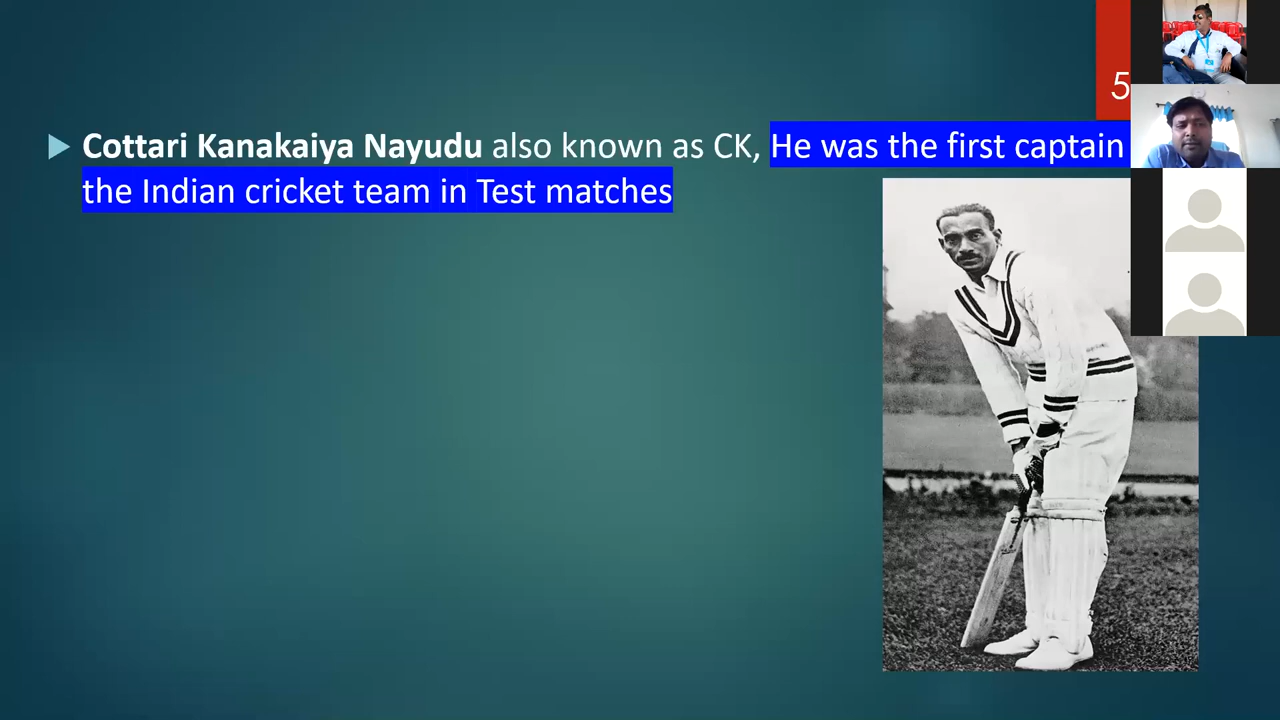 5
Cottari Kanakaiya Nayudu also known as CK, He was the first captain
the Indian cricket team in Test matches